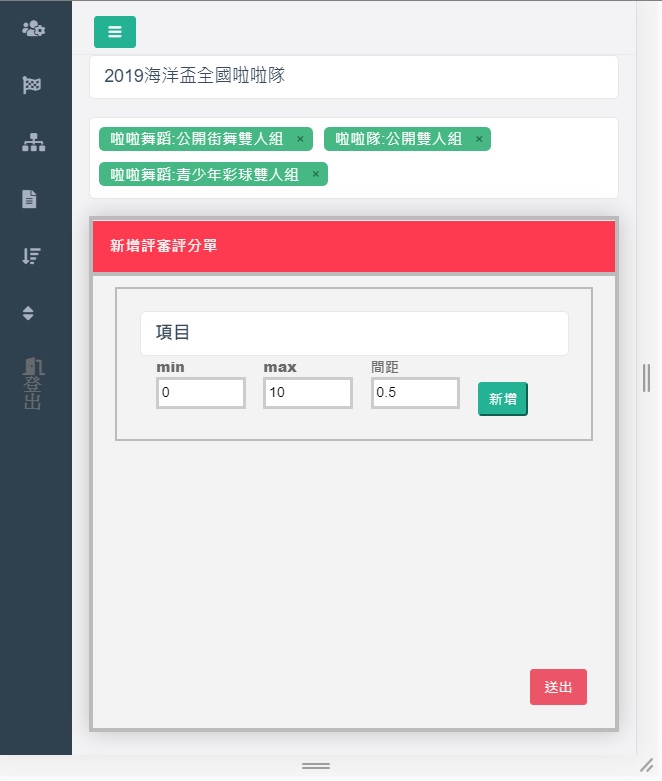 2019海洋盃全國啦啦隊
啦啦舞蹈:公開街舞雙人組 × 啦啦隊:公開雙人組 ×
啦啦舞蹈:青少年彩球雙人組 ×
新增評審評分單
項目
min max 間距
0 10 0.5 新增
登出
送出